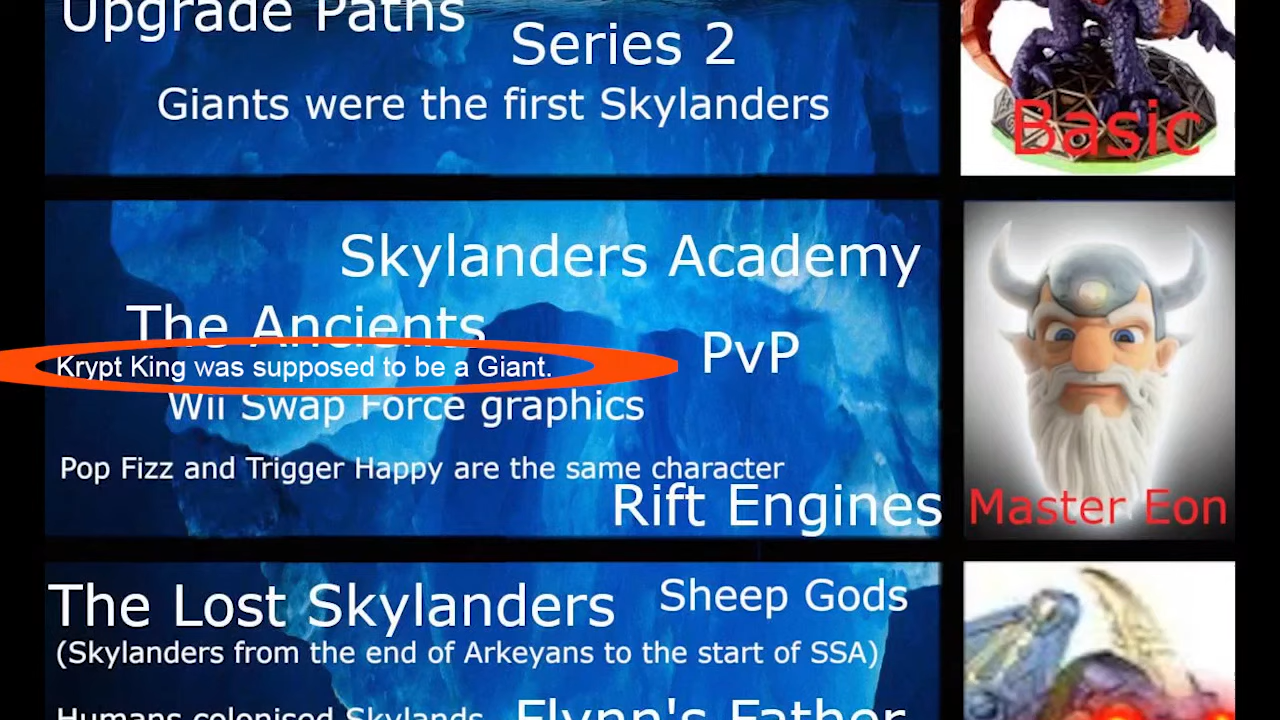 Upgrade Paths
Series 2
Giants were the first Skylanders
Basic
Skylanders Academy
The Ancients
PvP
Krypt King was supposed to be a Giant.
Wii Swap Force graphics
Pop Fizz and Trigger Happy are the same character
Rift Engines
Master Eon
The Lost Skylanders
Sheep Gods
(Skylanders from the end of Arkeyans to the start of SSA)
Humans colonised Skylands
Flynn's Father